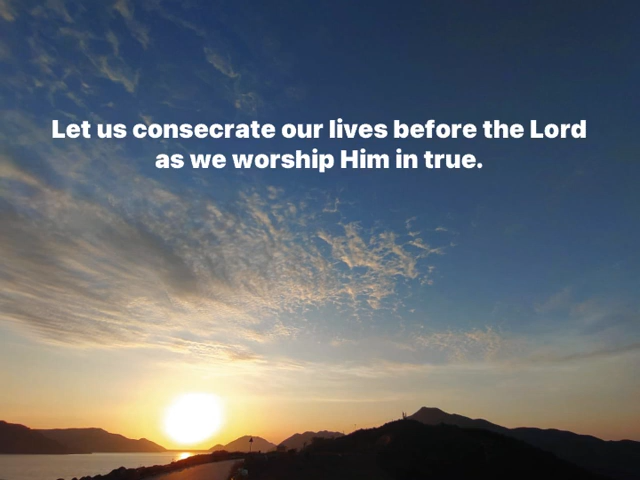 Let us consecrate our lives before the Lord
as we worship Him in true.